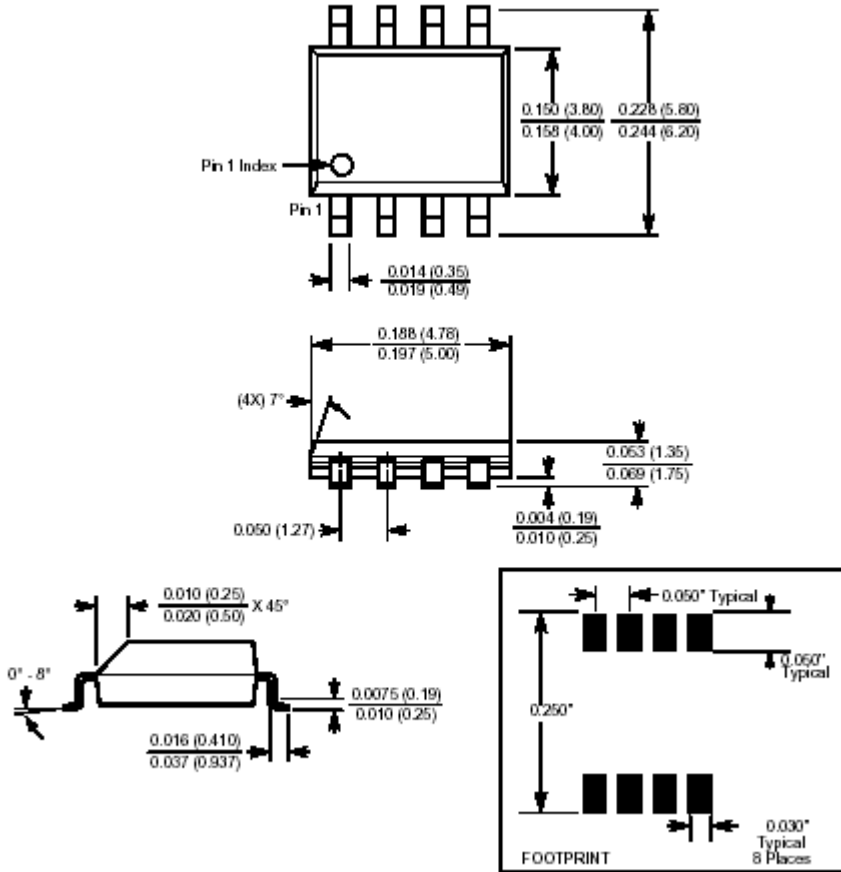 0.150 (3.80)
0.158 (4.00)
0.228 (5.80)
0.244 (6.20)
Pin 1 Index
Pin 1
0.014 (0.35)
0.019 (0.49)
0.188 (4.78)
0.197 (5.00)
(4X) 7°
0.053 (1.35)
0.069 (1.75)
0.050 (1.27)
0.004 (0.19)
0.010 (0.25)
0.010 (0.25)
0.020 (0.50)
X 45°
0° - 8°
0.0075 (0.19)
0.010 (0.25)
0.016 (0.410)
0.037 (0.937)
0.050" Typical
0.050"
Typical
0.250"
0.030"
Typical
8 Places
FOOTPRINT